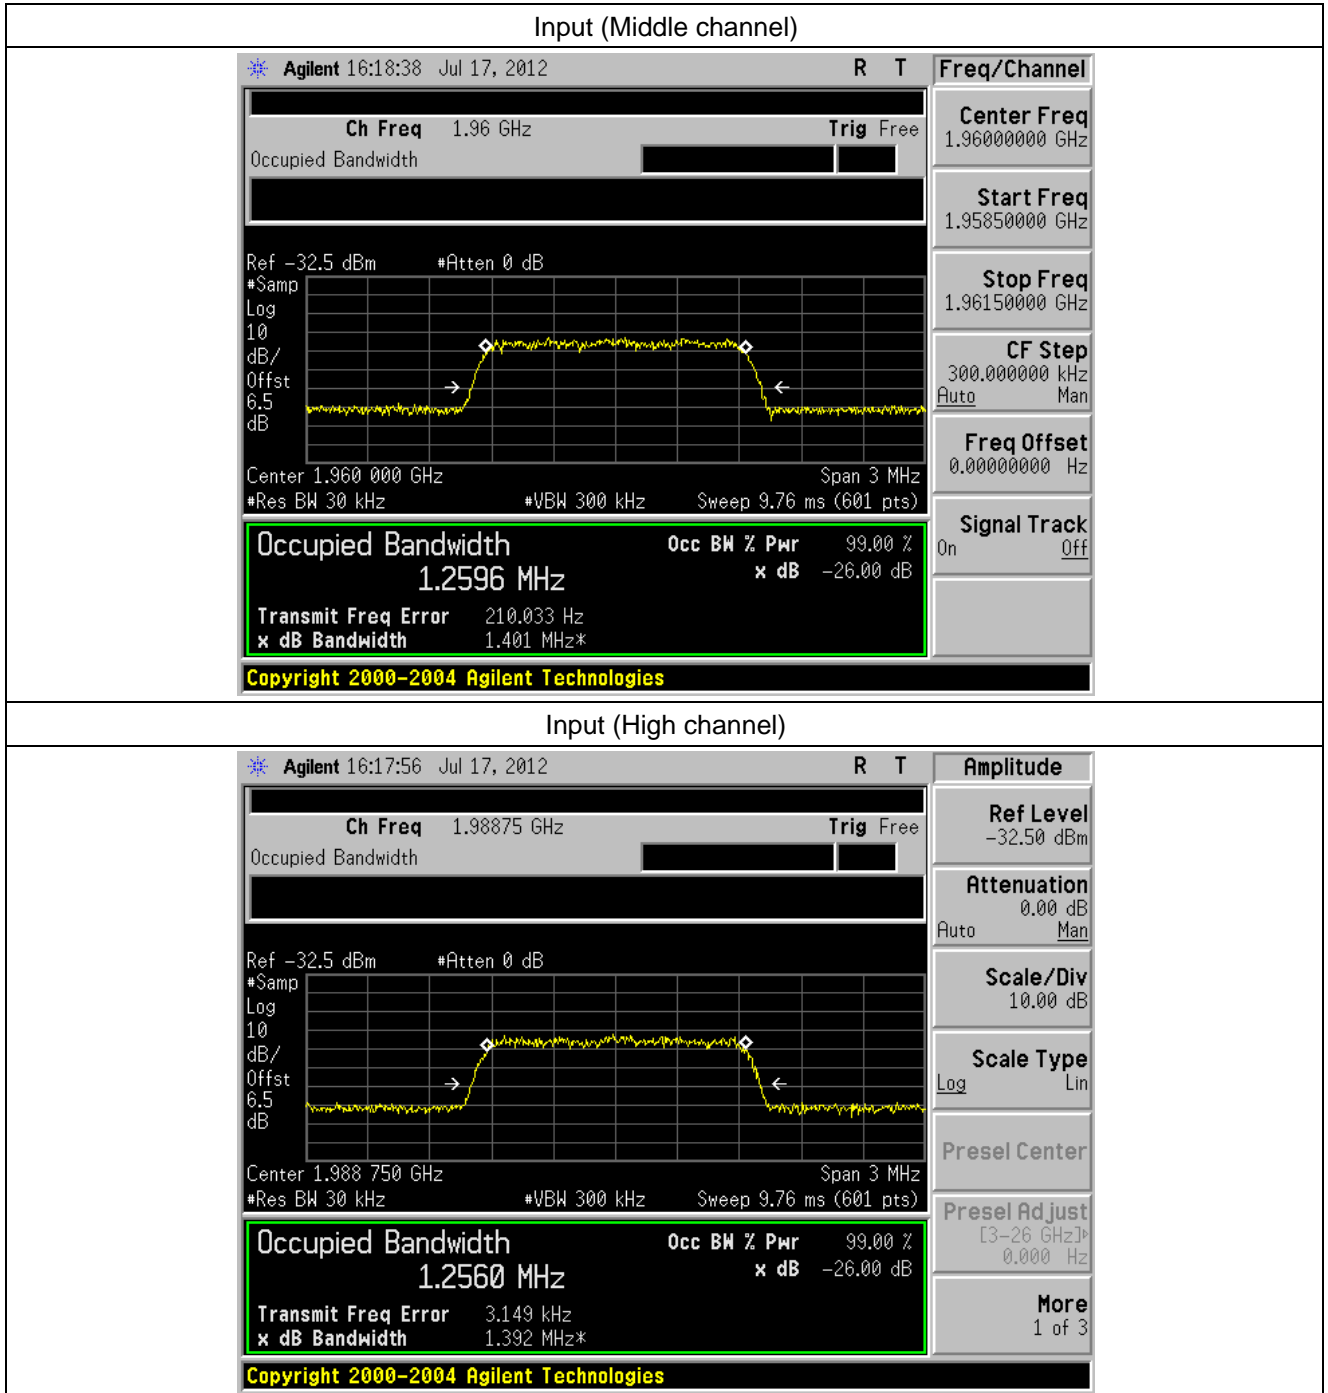 Input (Middle channel)
Agilent 16:18:38 Jul 17, 2012 R T
Freq/Channel
Ch Freq 1.96 GHz Trig Free
Occupied Bandwidth
Center Freq
1.96000000 GHz
Start Freq
1.95850000 GHz
Stop Freq
1.96150000 GHz
CF Step
300.000000 kHz
Auto Man
Freq Offset
0.00000000 Hz
Signal Track
On Off
Ref -32.5 dBm #Atten 0 dB
#Samp
Log
10
dB/
Offst
6.5
dB
Center 1.960 000 GHz Span 3 MHz
#Res BW 30 kHz #VBW 300 kHz Sweep 9.76 ms (601 pts)
Occupied Bandwidth Occ BW % Pwr 99.00 %
1.2596 MHz x dB -26.00 dB
Transmit Freq Error 210.033 Hz
x dB Bandwidth 1.401 MHz*
Copyright 2000-2004 Agilent Technologies
Input (High channel)
Agilent 16:17:56 Jul 17, 2012 R T
Amplitude
Ch Freq 1.98875 GHz Trig Free
Occupied Bandwidth
Ref Level
-32.50 dBm
Attenuation
0.00 dB
Auto Man
Scale/Div
10.00 dB
Scale Type
Log Lin
Presel Center
Presel Adjust
[3-26 GHz]
0.000 Hz
More
1 of 3
Ref -32.5 dBm #Atten 0 dB
#Samp
Log
10
dB/
Offst
6.5
dB
Center 1.988 750 GHz Span 3 MHz
#Res BW 30 kHz #VBW 300 kHz Sweep 9.76 ms (601 pts)
Occupied Bandwidth Occ BW % Pwr 99.00 %
1.2560 MHz x dB -26.00 dB
Transmit Freq Error 3.149 kHz
x dB Bandwidth 1.392 MHz*
Copyright 2000-2004 Agilent Technologies